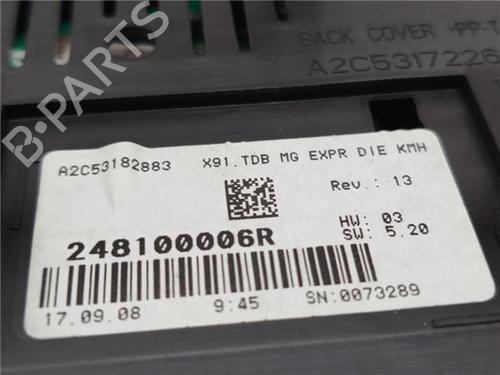 BACK COVER -PP-T
A2C5317226
A2C53182883 X91.TDB MG EXPR DIE KMH
Rev.: 13
HW: 03
248100006R SW: 5.20
17.09.08 9:45 SN:0073289
B-PARTS